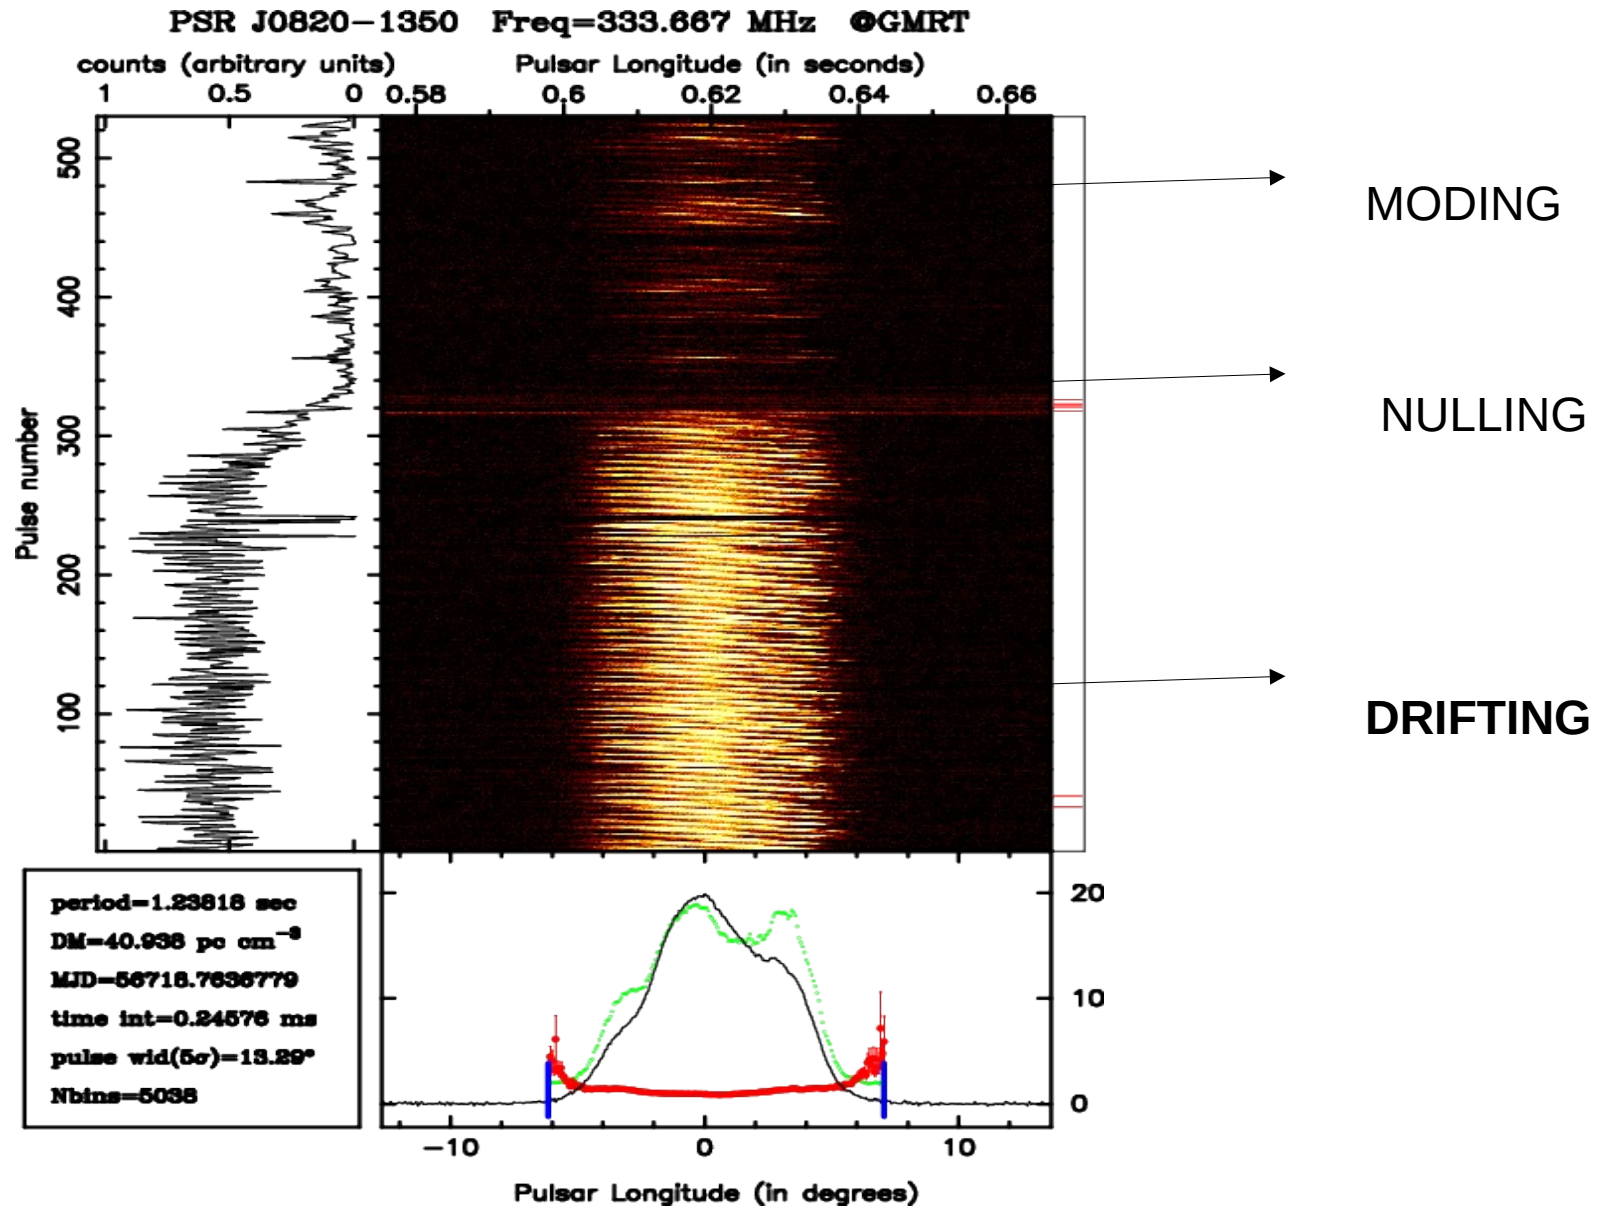 PSR J0820−1350 Freq=333.667 MHz @GMRT
counts (arbitrary units) Pulsar Longitude (in seconds)
1 0.5 0 0.58 0.6 0.62 0.64 0.66
500
400
300
200
100
Pulse number
MODING
NULLING
DRIFTING
period=1.23818 sec
DM=40.938 pc cm−3
MJD=56718.7636779
time int=0.24576 ms
pulse wid(5σ)=13.29°
Nbins=5038
20
10
0
−10 0 10
Pulsar Longitude (in degrees)